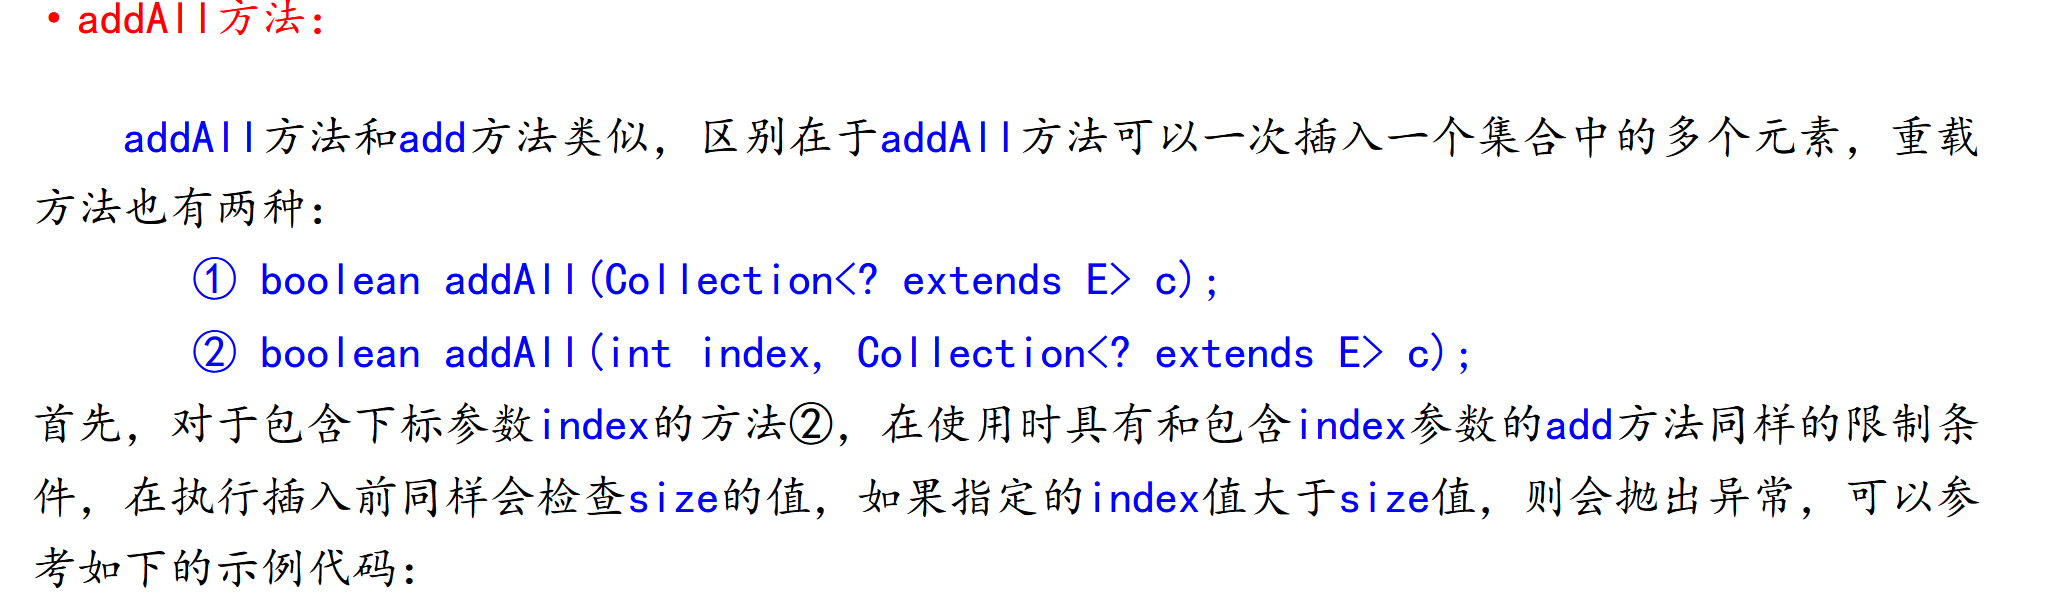 • addAll方法：
addAll方法和add方法类似，区别在于addAll方法可以一次插入一个集合中的多个元素，重载
方法也有两种：
① boolean addAll(Collection<? extends E> c);
② boolean addAll(int index, Collection<? extends E> c);
首先，对于包含下标参数index的方法②，在使用时具有和包含index参数的add方法同样的限制条
件，在执行插入前同样会检查size的值，如果指定的index值大于size值，则会抛出异常，可以参
考如下的示例代码：